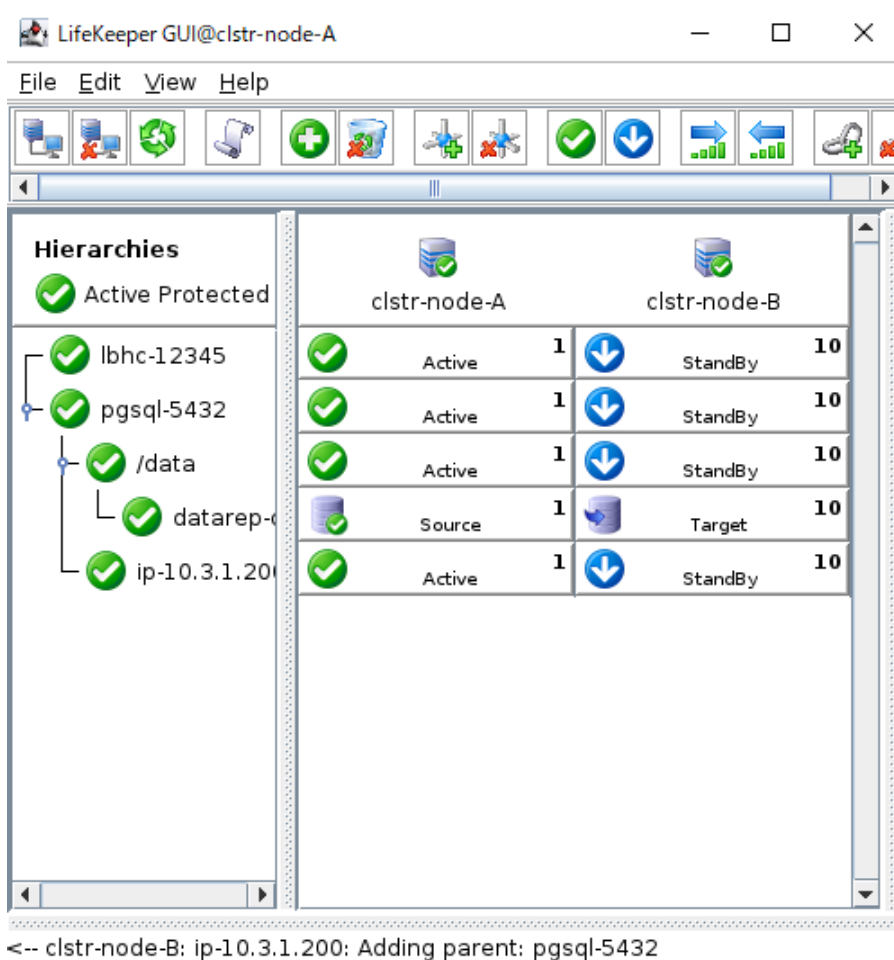 LifeKeeper GUI@clstr-node-A
File Edit View Help
Hierarchies
Active Protected
clstr-node-A clstr-node-B
lbhc-12345 Active 1 StandBy 10
pgsql-5432 Active 1 StandBy 10
/data Active 1 StandBy 10
datarep- Source 1 Target 10
ip-10.3.1.20 Active 1 StandBy 10
<-- clstr-node-B: ip-10.3.1.200: Adding parent: pgsql-5432